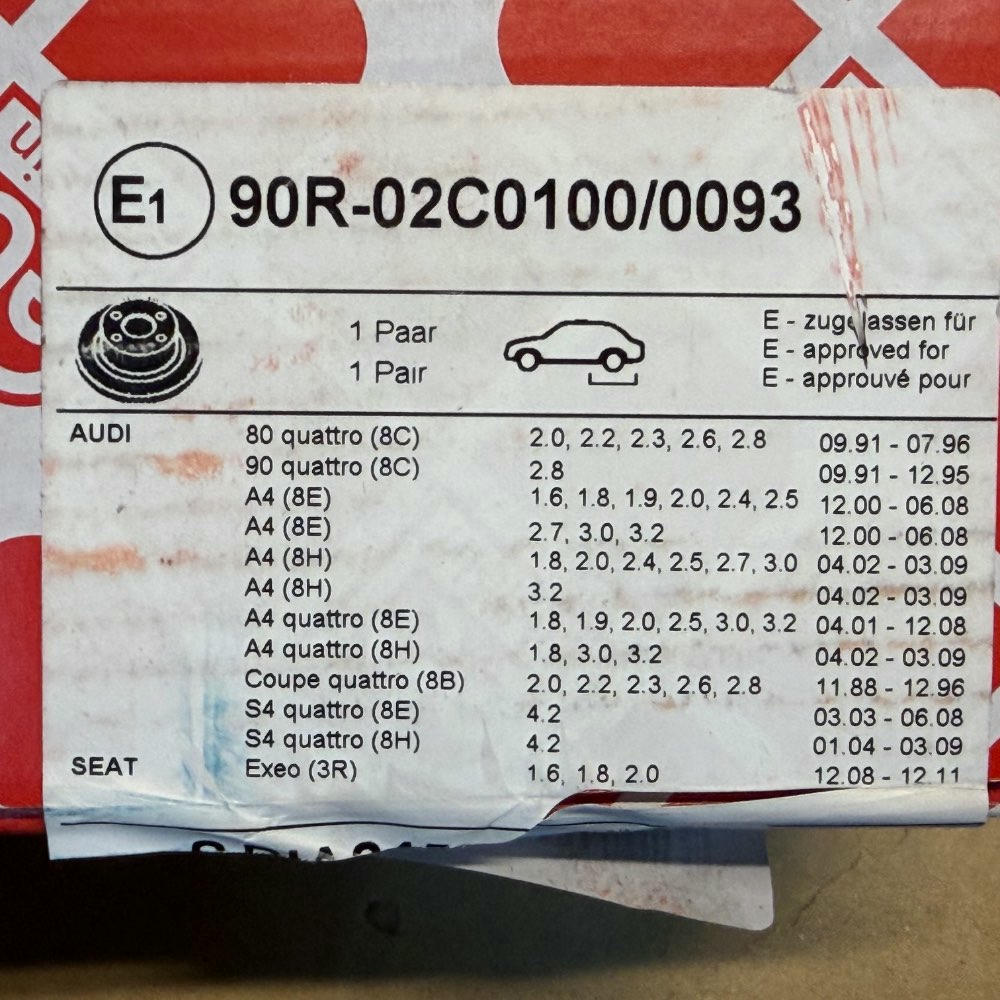 E1 90R-02C0100/0093
1 Paar
1 Pair
E - zugelassen für
E - approved for
E - approuvé pour
AUDI 80 quattro (8C) 2.0, 2.2, 2.3, 2.6, 2.8 09.91 - 07.96
90 quattro (8C) 2.8 09.91 - 12.95
A4 (8E) 1.6, 1.8, 1.9, 2.0, 2.4, 2.5 12.00 - 06.08
A4 (8E) 2.7, 3.0, 3.2 12.00 - 06.08
A4 (8H) 1.8, 2.0, 2.4, 2.5, 2.7, 3.0 04.02 - 03.09
A4 (8H) 3.2 04.02 - 03.09
A4 quattro (8E) 1.8, 1.9, 2.0, 2.5, 3.0, 3.2 04.01 - 12.08
A4 quattro (8H) 1.8, 3.0, 3.2 04.02 - 03.09
Coupe quattro (8B) 2.0, 2.2, 2.3, 2.6, 2.8 11.88 - 12.96
S4 quattro (8E) 4.2 03.03 - 06.08
S4 quattro (8H) 4.2 01.04 - 03.09
SEAT Exeo (3R) 1.6, 1.8, 2.0 12.08 - 12.11